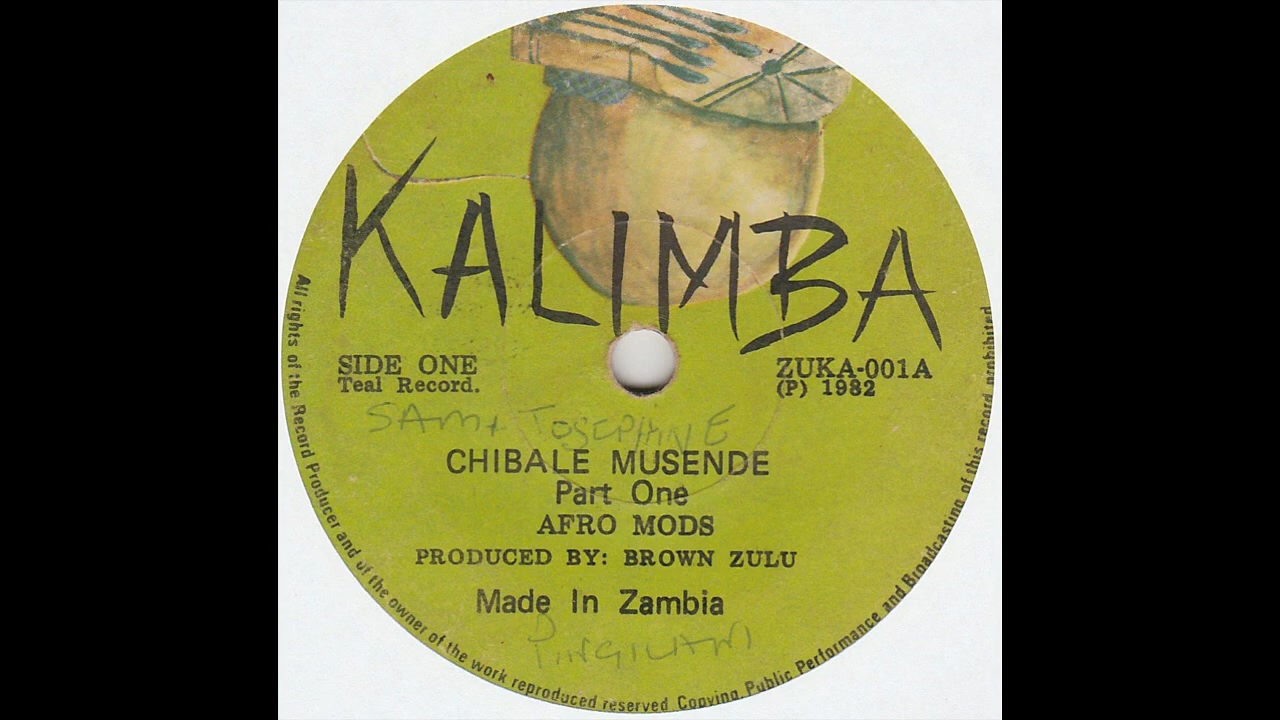 KALIMBA
SIDE ONE
Teal Record.
ZUKA-001A
(P) 1982
SAM + JOSEPHINE
CHIBALE MUSENDE
Part One
AFRO MODS
PRODUCED BY: BROWN ZULU
Made In Zambia
All rights of the Record Producer and of the owner of the work reproduced reserved Copying, Public Performance and Broadcasting of this record prohibited